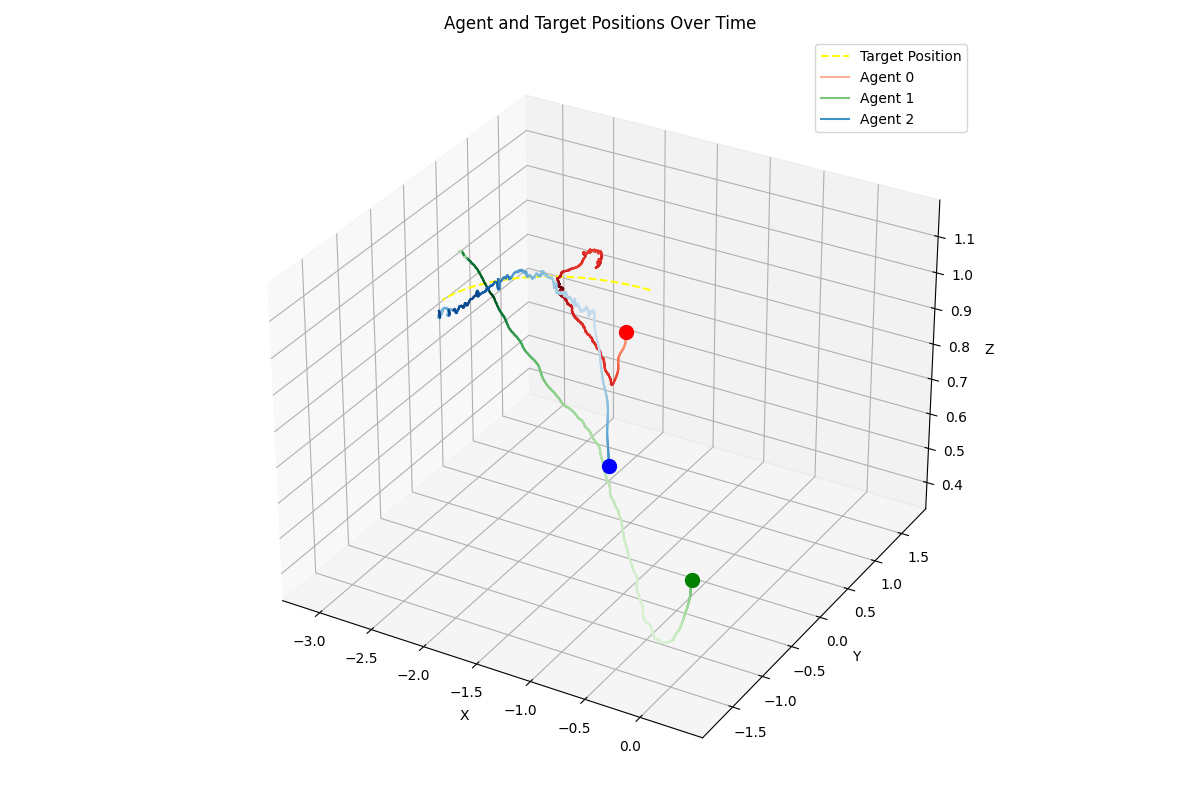 Agent and Target Positions Over Time
Target Position
Agent 0
Agent 1
Agent 2
1.1
1.0
0.9
0.8
0.7
0.6
0.5
0.4
Z
1.5
1.0
0.5
0.0
−0.5
−1.0
−1.5
Y
−3.0
−2.5
−2.0
−1.5
−1.0
−0.5
0.0
X